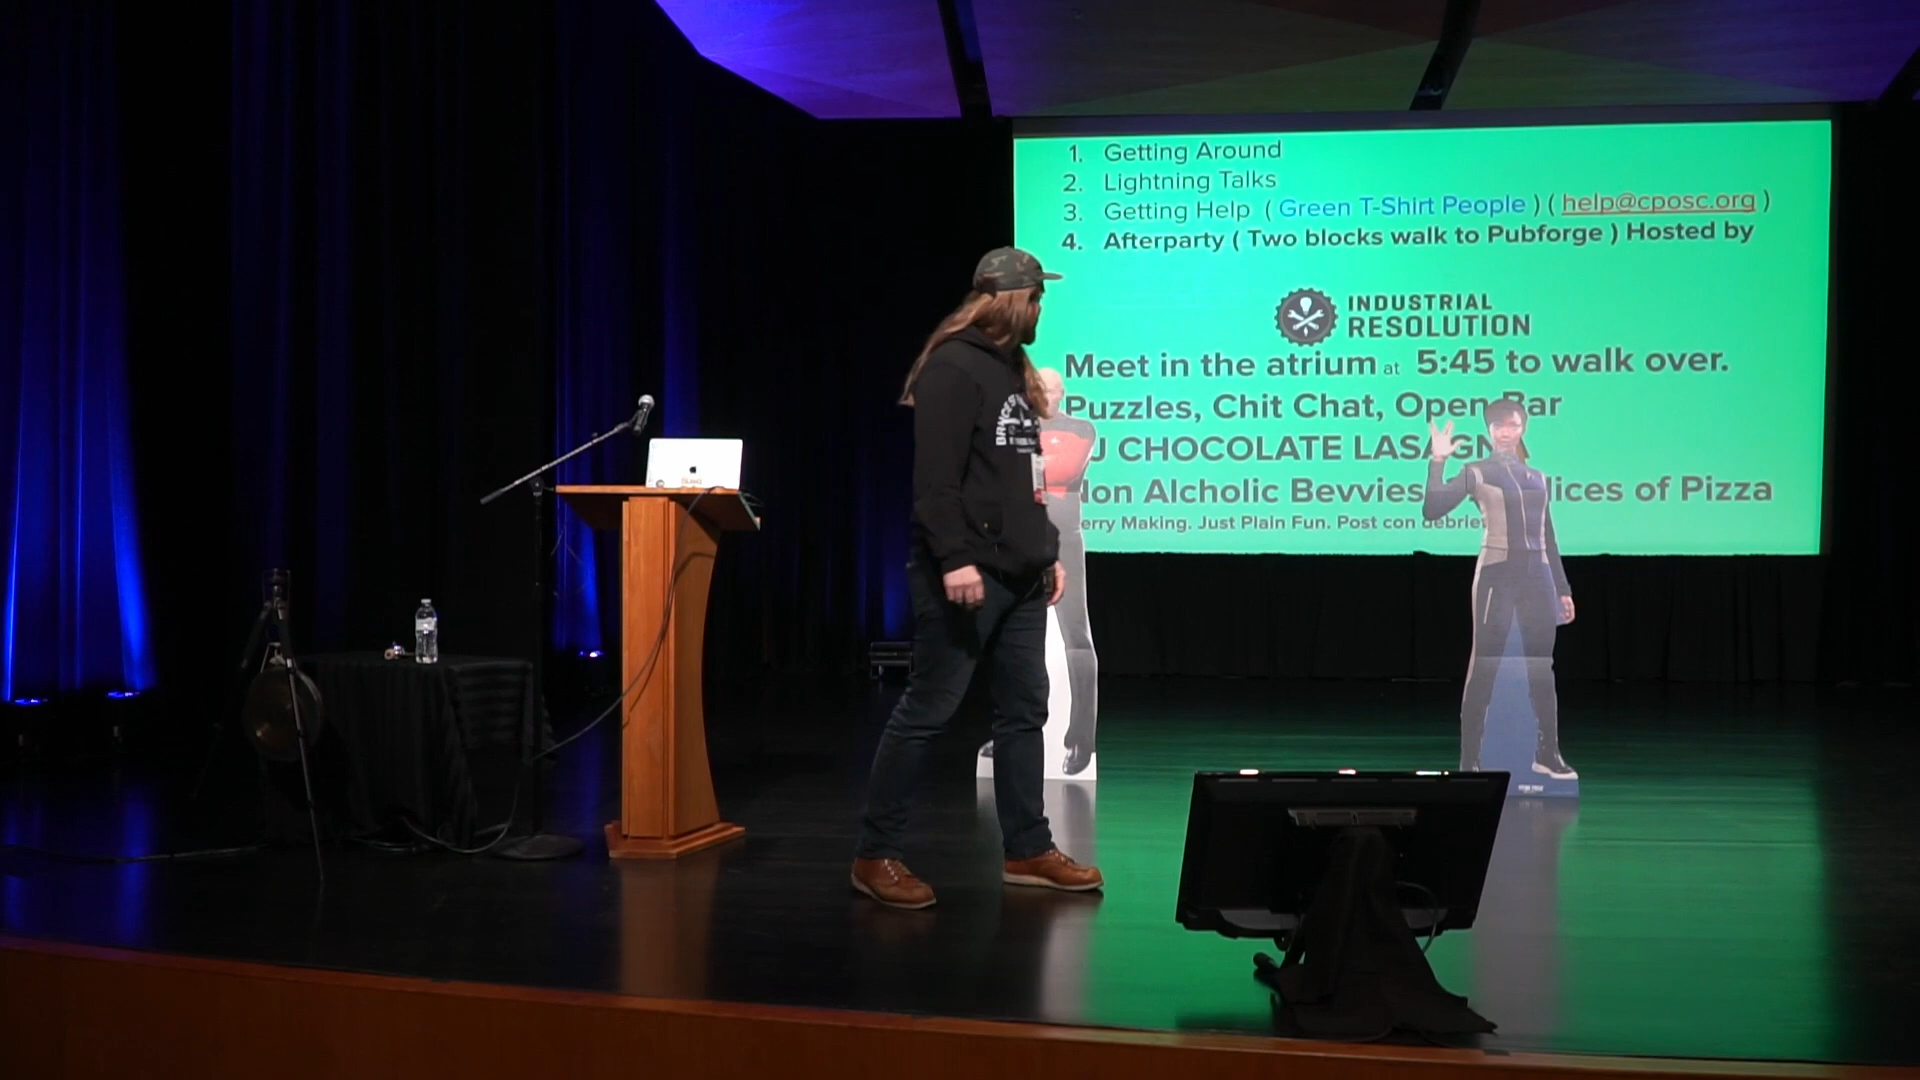 1. Getting Around
2. Lightning Talks
3. Getting Help ( Green T-Shirt People ) ( help@cposc.org )
4. Afterparty ( Two blocks walk to Pubforge ) Hosted by
INDUSTRIAL
RESOLUTION
Meet in the atrium at 5:45 to walk over.
Puzzles, Chit Chat, Open Bar
CHOCOLATE LASAGNA
Alcholic Bevvies of Pizza
Making. Just Plain Fun. Post con